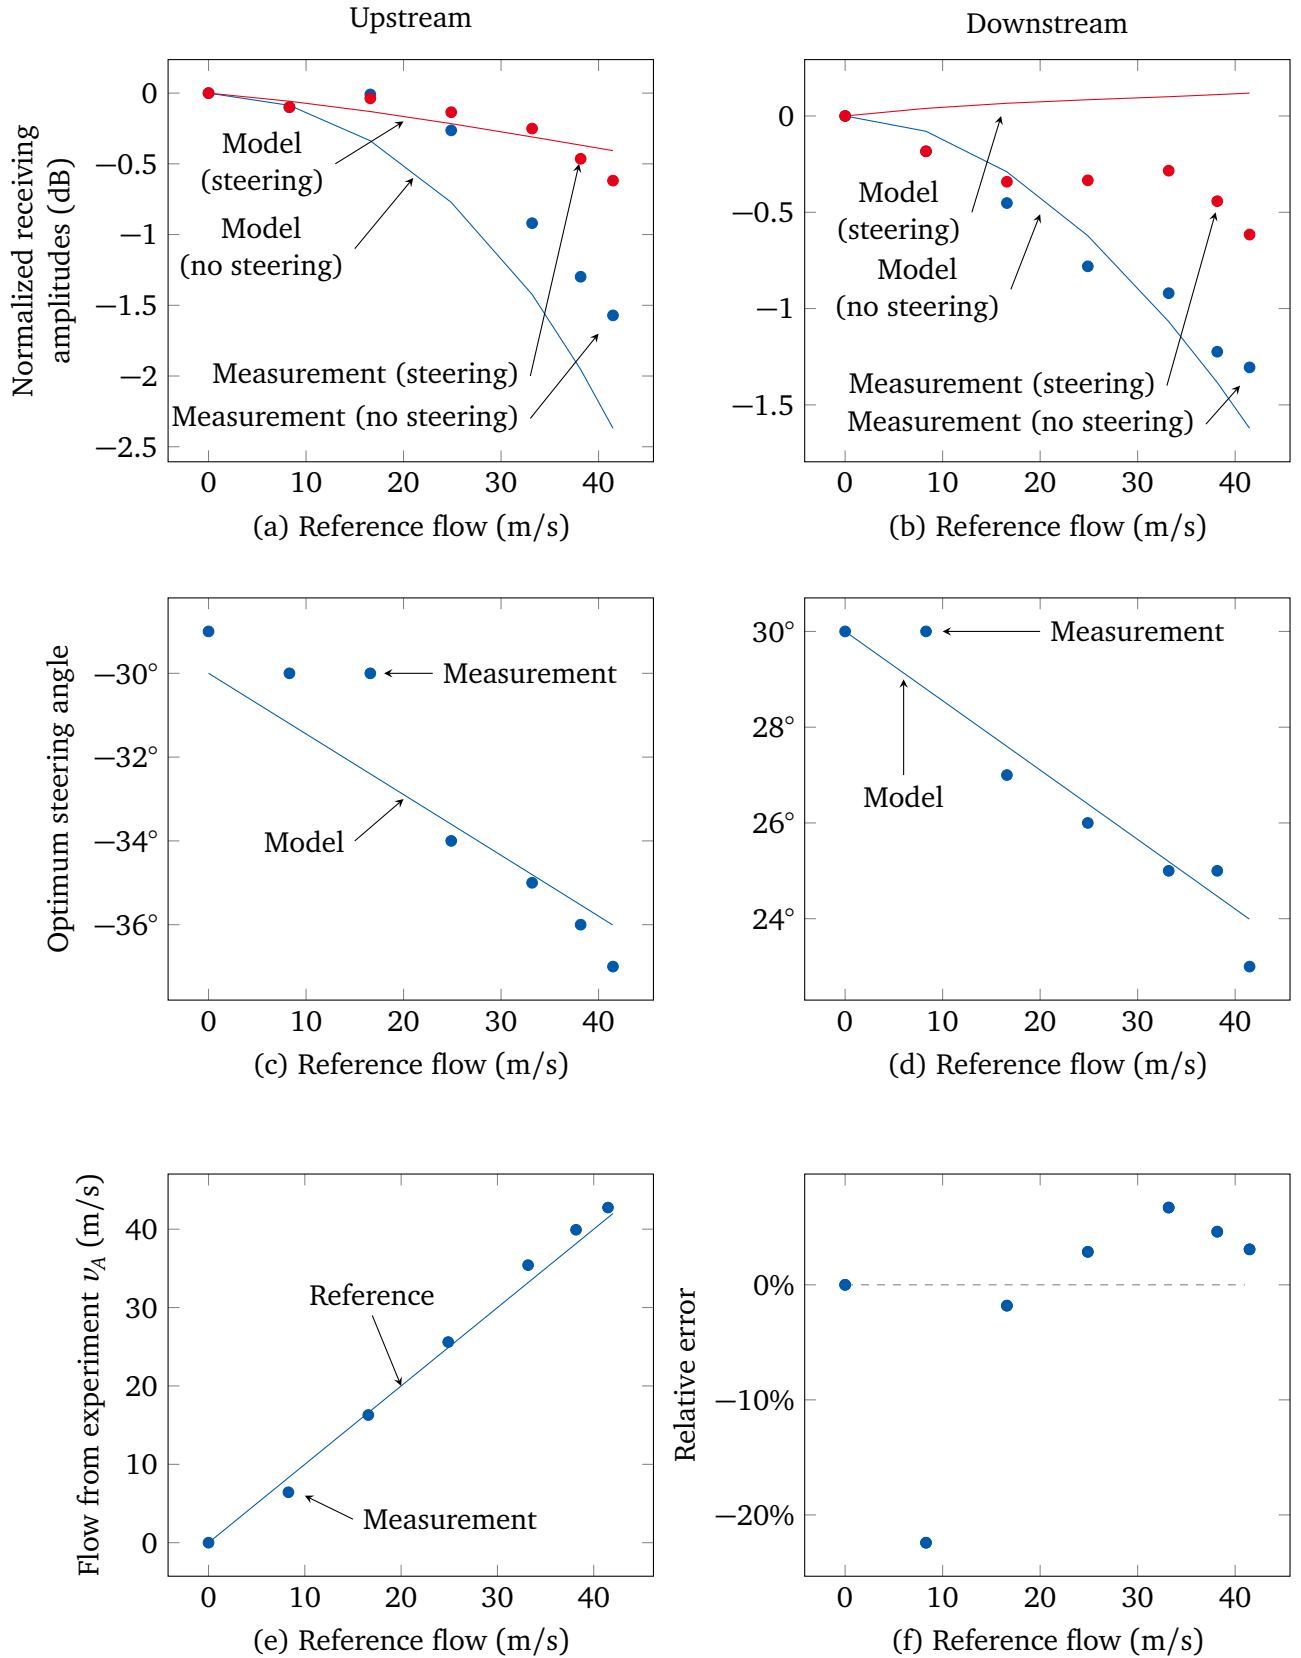 Upstream
Downstream
Normalized receiving
amplitudes (dB)
0
−0.5
−1
−1.5
−2
−2.5
Model
(steering)
Model
(no steering)
Measurement (steering)
Measurement (no steering)
0 10 20 30 40
(a) Reference flow (m/s)
0
−0.5
−1
−1.5
Model
(steering)
Model
(no steering)
Measurement (steering)
Measurement (no steering)
0 10 20 30 40
(b) Reference flow (m/s)
Optimum steering angle
−30°
−32°
−34°
−36°
Measurement
Model
0 10 20 30 40
(c) Reference flow (m/s)
30°
28°
26°
24°
Measurement
Model
0 10 20 30 40
(d) Reference flow (m/s)
Flow from experiment v_A (m/s)
40
30
20
10
0
Reference
Measurement
0 10 20 30 40
(e) Reference flow (m/s)
Relative error
0%
−10%
−20%
0 10 20 30 40
(f) Reference flow (m/s)